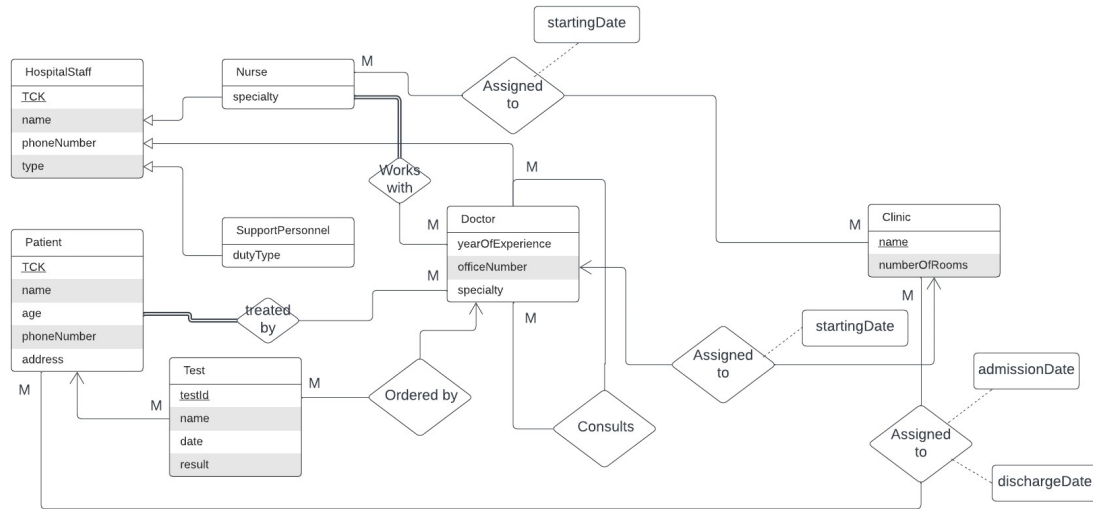 startingDate
HospitalStaff
TCK
name
phoneNumber
type
Nurse
specialty
M
Assigned
to
Works
with
M
SupportPersonnel
dutyType
M
Doctor
yearOfExperience
officeNumber
specialty
M
M
Clinic
name
numberOfRooms
M
Patient
TCK
name
age
phoneNumber
address
M
treated
by
M
startingDate
Assigned
to
Test
testId
name
date
result
M
M
Ordered by
Consults
admissionDate
Assigned
to
dischargeDate